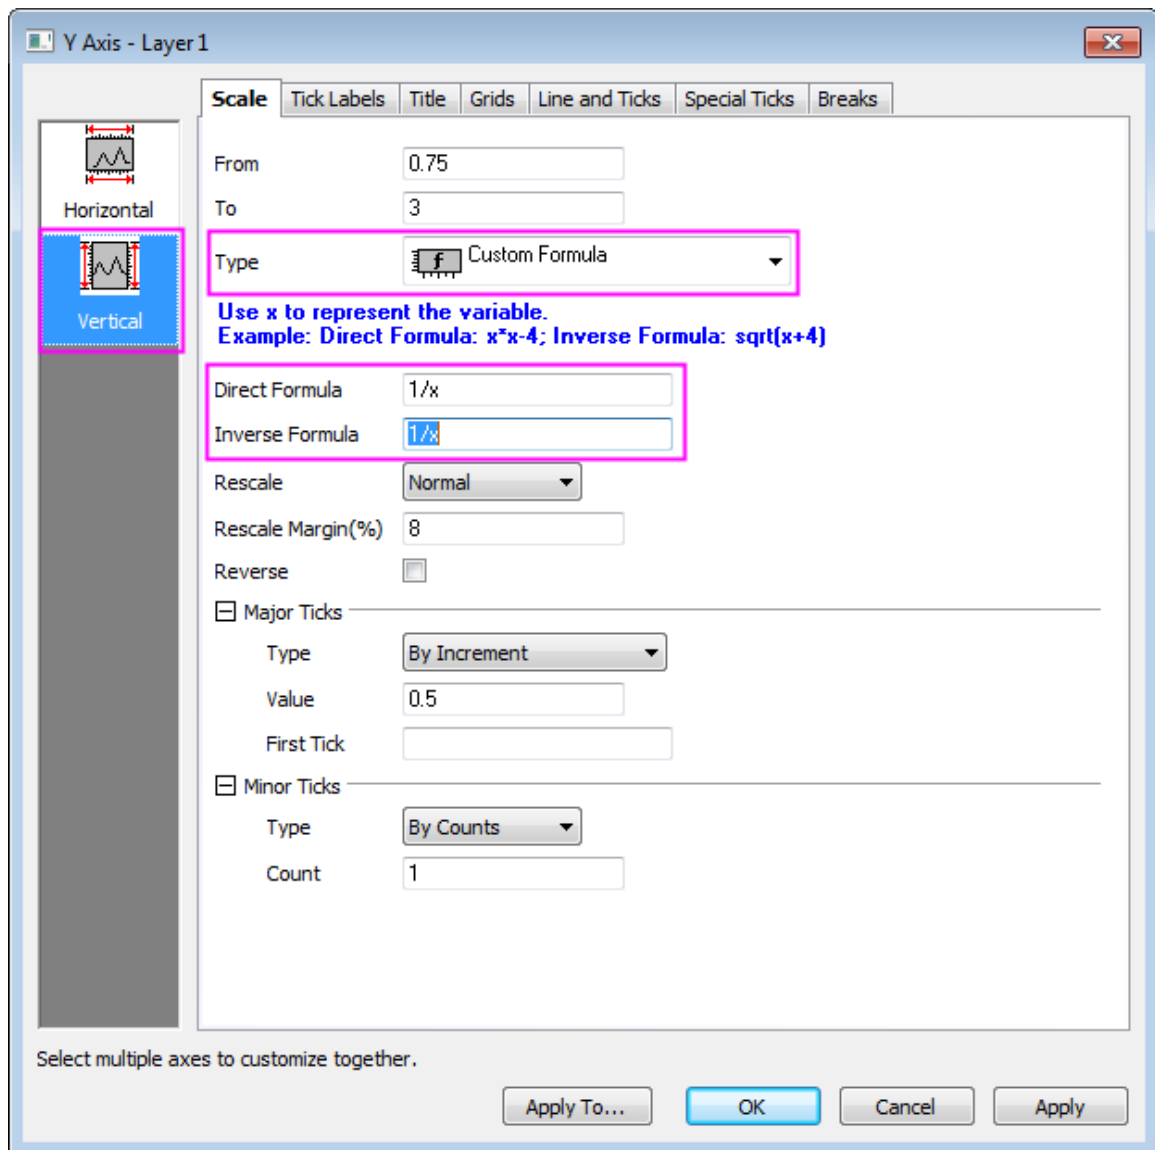 Y Axis - Layer 1
Scale Tick Labels Title Grids Line and Ticks Special Ticks Breaks
Horizontal
Vertical
From 0.75
To 3
Type Custom Formula
Use x to represent the variable.
Example: Direct Formula: x*x-4; Inverse Formula: sqrt(x+4)
Direct Formula 1/x
Inverse Formula 1/x
Rescale Normal
Rescale Margin(%) 8
Reverse
Major Ticks
Type By Increment
Value 0.5
First Tick
Minor Ticks
Type By Counts
Count 1
Select multiple axes to customize together.
Apply To... OK Cancel Apply